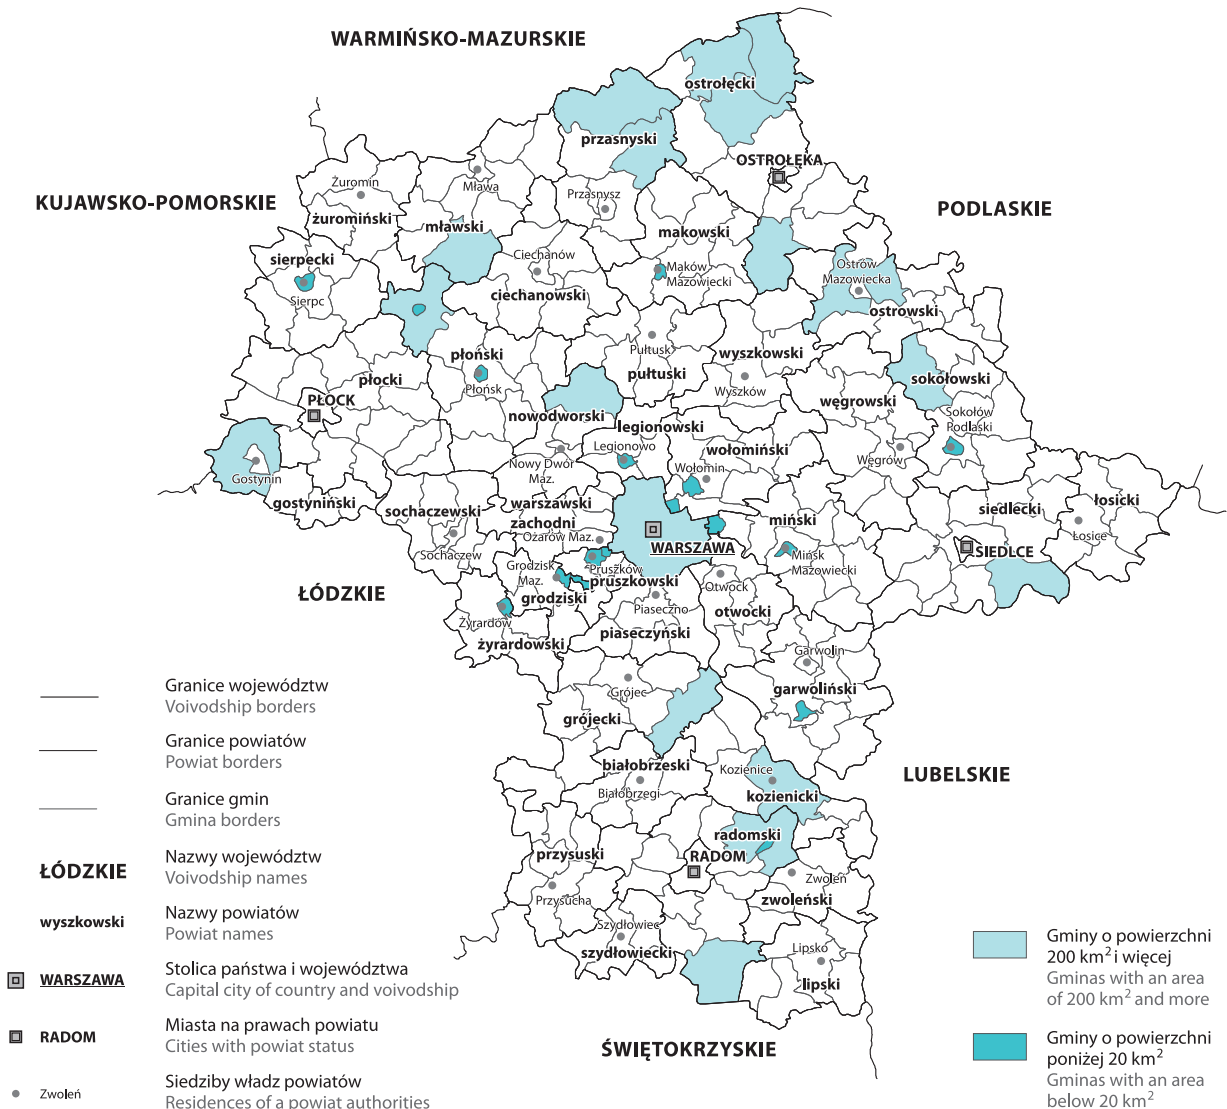 WARMIŃSKO-MAZURSKIE
ostrołęcki
przasnyski
OSTROŁĘKA
Żuromin
Mława
Przasnysz
KUJAWSKO-POMORSKIE
PODLASKIE
żuromiński
mławski
makowski
sierpecki
Ciechanów
Maków
Mazowiecki
Ostrów
Mazowiecka
Sierpc
ciechanowski
ostrowski
Pułtusk
płoński
wyszkowski
płocki
Płońsk
pułtuski
Wyszków
sokołowski
PŁOCK
węgrowski
nowodworski
Sokołów
Podlaski
legionowski
Legionowo
wołomiński
Węgrów
Nowy Dwór
Maz.
Wołomin
Gostynin
gostyniński
sochaczewski
warszawski
zachodni
Ożarów Maz.
miński
siedlecki
łosicki
Łosice
WARSZAWA
SIEDLCE
Sochaczew
Mińsk
Mazowiecki
Grodzisk
Maz.
Pruszków
pruszkowski
Otwock
ŁÓDZKIE
grodziski
Piaseczno
otwocki
Żyrardów
żyrardowski
piaseczyński
Garwolin
garwoliński
Grójec
grójecki
białobrzeski
Białobrzegi
Kozienice
kozienicki
LUBELSKIE
radomski
przysuski
RADOM
Zwoleń
Przysucha
zwoleński
Szydłowiec
szydłowiecki
Lipsko
lipski
ŚWIĘTOKRZYSKIE
Granice województw
Voivodship borders
Granice powiatów
Powiat borders
Granice gmin
Gmina borders
ŁÓDZKIE
Nazwy województw
Voivodship names
wyszkowski
Nazwy powiatów
Powiat names
WARSZAWA
Stolica państwa i województwa
Capital city of country and voivodship
RADOM
Miasta na prawach powiatu
Cities with powiat status
Zwoleń
Siedziby władz powiatów
Residences of a powiat authorities
Gminy o powierzchni
200 km² i więcej
Gminas with an area
of 200 km² and more
Gminy o powierzchni
poniżej 20 km²
Gminas with an area
below 20 km²